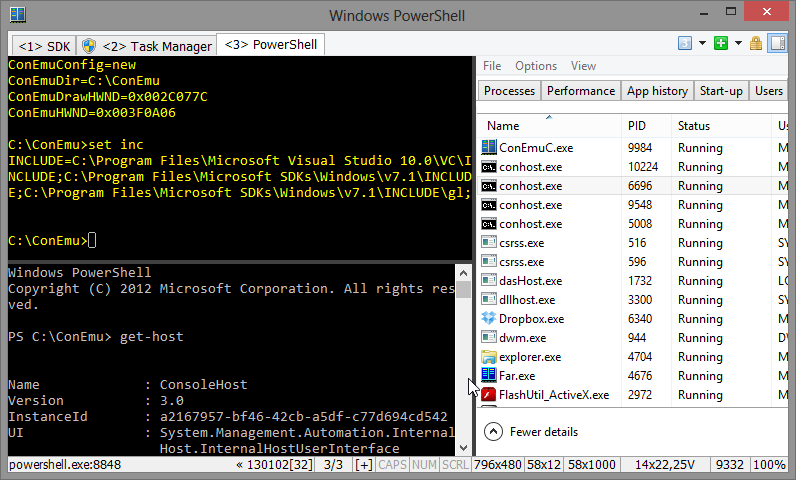 Windows PowerShell
<1> SDK
<2> Task Manager
<3> PowerShell
ConEmuConfig=new
ConEmuDir=C:\ConEmu
ConEmuDrawHWND=0x002C077C
ConEmuHWND=0x003F0A06
C:\ConEmu>set inc
INCLUDE=C:\Program Files\Microsoft Visual Studio 10.0\VC\I
NCLUDE;C:\Program Files\Microsoft SDKs\Windows\v7.1\INCLUD
E;C:\Program Files\Microsoft SDKs\Windows\v7.1\INCLUDE\gl;
C:\ConEmu>
Windows PowerShell
Copyright (C) 2012 Microsoft Corporation. All rights res
ved.
PS C:\ConEmu> get-host
Name : ConsoleHost
Version : 3.0
InstanceId : a2167957-bf46-42cb-a5df-c77d694cd542
UI : System.Management.Automation.Internal
Host.InternalHostUserInterface
File Options View
Processes Performance App history Start-up Users
Name PID Status Us
ConEmuC.exe 9984 Running M
conhost.exe 10224 Running M
conhost.exe 6696 Running M
conhost.exe 9548 Running M
conhost.exe 5008 Running M
csrss.exe 516 Running SY
csrss.exe 596 Running SY
dasHost.exe 1732 Running LO
dllhost.exe 3300 Running SY
Dropbox.exe 6340 Running M
dwm.exe 944 Running D
explorer.exe 4704 Running M
Far.exe 4676 Running M
FlashUtil_ActiveX.exe 2972 Running M
Fewer details
powershell.exe:8848 « 130102[32] 3/3 [+] CAPS NUM SCRL 796x480 58x12 58x1000 14x22,25V 9332 100%